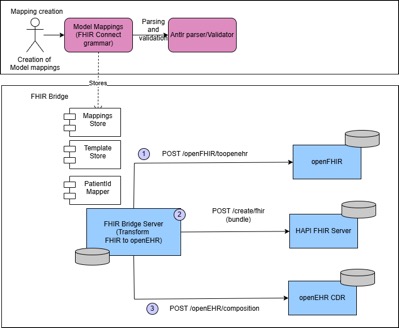 Mapping creation
Creation of
Model mappings
Model Mappings
(FHIR Connect
grammar)
Parsing
and
validation
Antlr parser/Validator
Stores
FHIR Bridge
Mappings
Store
Template
Store
PatientId
Mapper
1
POST /openFHIR/toopenehr
openFHIR
FHIR Bridge Server
(Transform
FHIR to openEHR)
2
POST /create/fhir
(bundle)
HAPI FHIR Server
3
POST /openEHR/composition
openEHR CDR